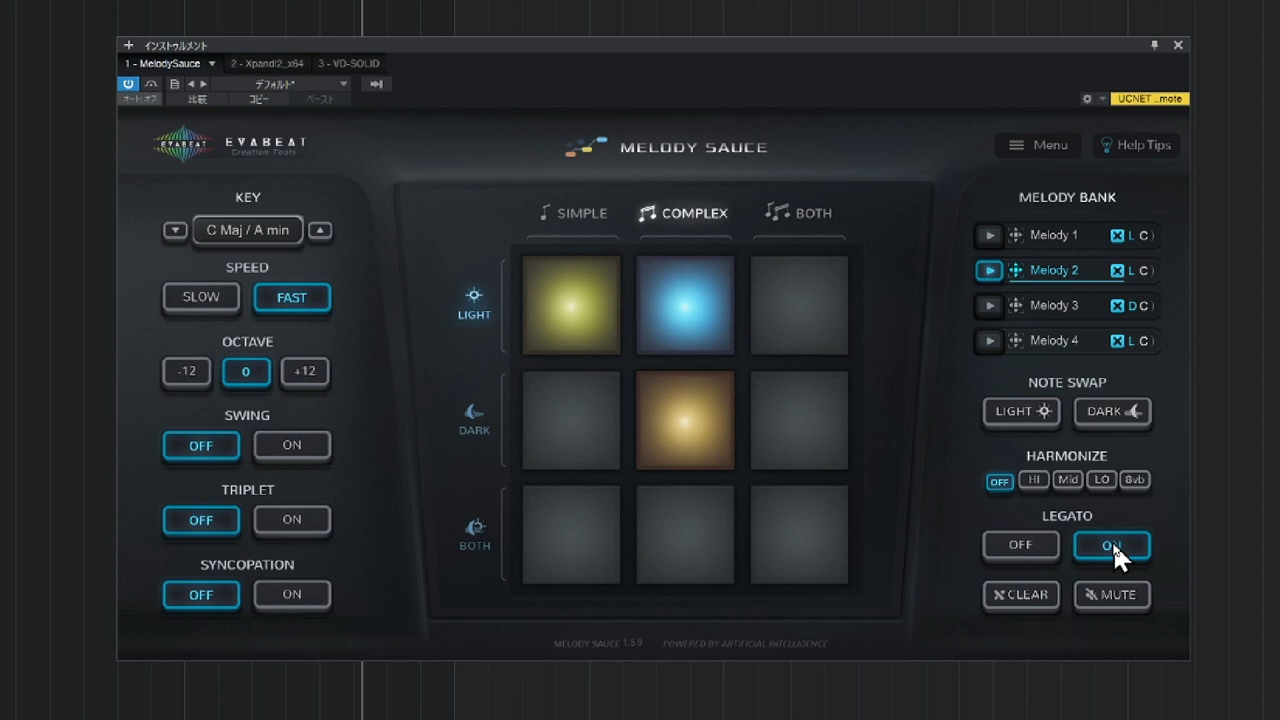 インストゥルメント
1 - MelodySauce
2 - Xpand!2_x64
3 - VD-SOLID
デフォルト*
オート:オフ
比較
コピー
ペースト
UCNET ...mote
EVABEAT
EVABEAT
Creation Tools
MELODY SAUCE
Menu
Help Tips
KEY
C Maj / A min
SPEED
SLOW
FAST
OCTAVE
-12
0
+12
SWING
OFF
ON
TRIPLET
OFF
ON
SYNCOPATION
OFF
ON
SIMPLE
COMPLEX
BOTH
LIGHT
DARK
BOTH
MELODY SAUCE 1.5.9
POWERED BY ARTIFICIAL INTELLIGENCE
MELODY BANK
Melody 1 L C )
Melody 2 L C )
Melody 3 D C )
Melody 4 L C )
NOTE SWAP
LIGHT
DARK
HARMONIZE
OFF
HI
Mid
LO
8vb
LEGATO
OFF
ON
CLEAR
MUTE